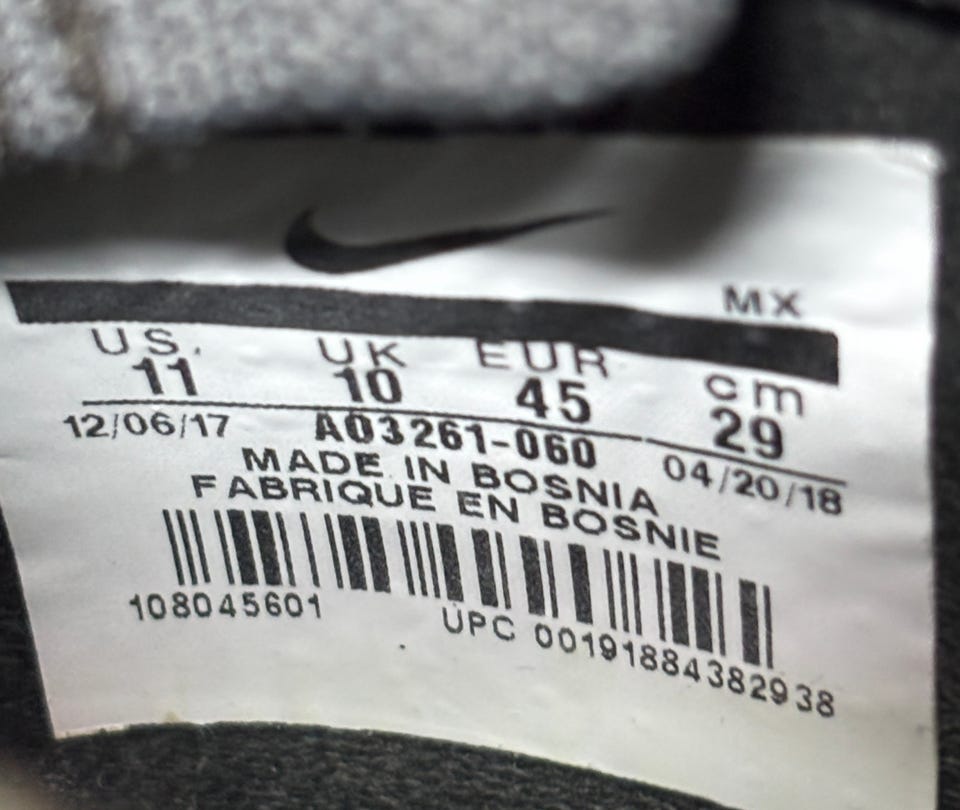 MX
US. UK EUR cm
11 10 45 29
12/06/17 A03261-060 04/20/18
MADE IN BOSNIA
FABRIQUE EN BOSNIE
108045601 UPC 00191884382938